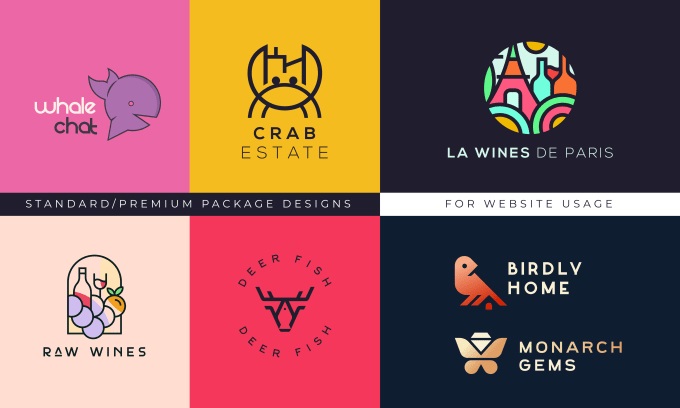 whale
chat
CRAB
ESTATE
LA WINES DE PARIS
STANDARD/PREMIUM PACKAGE DESIGNS
FOR WEBSITE USAGE
RAW WINES
DEER FISH
DEER FISH
BIRDLY
HOME
MONARCH
GEMS